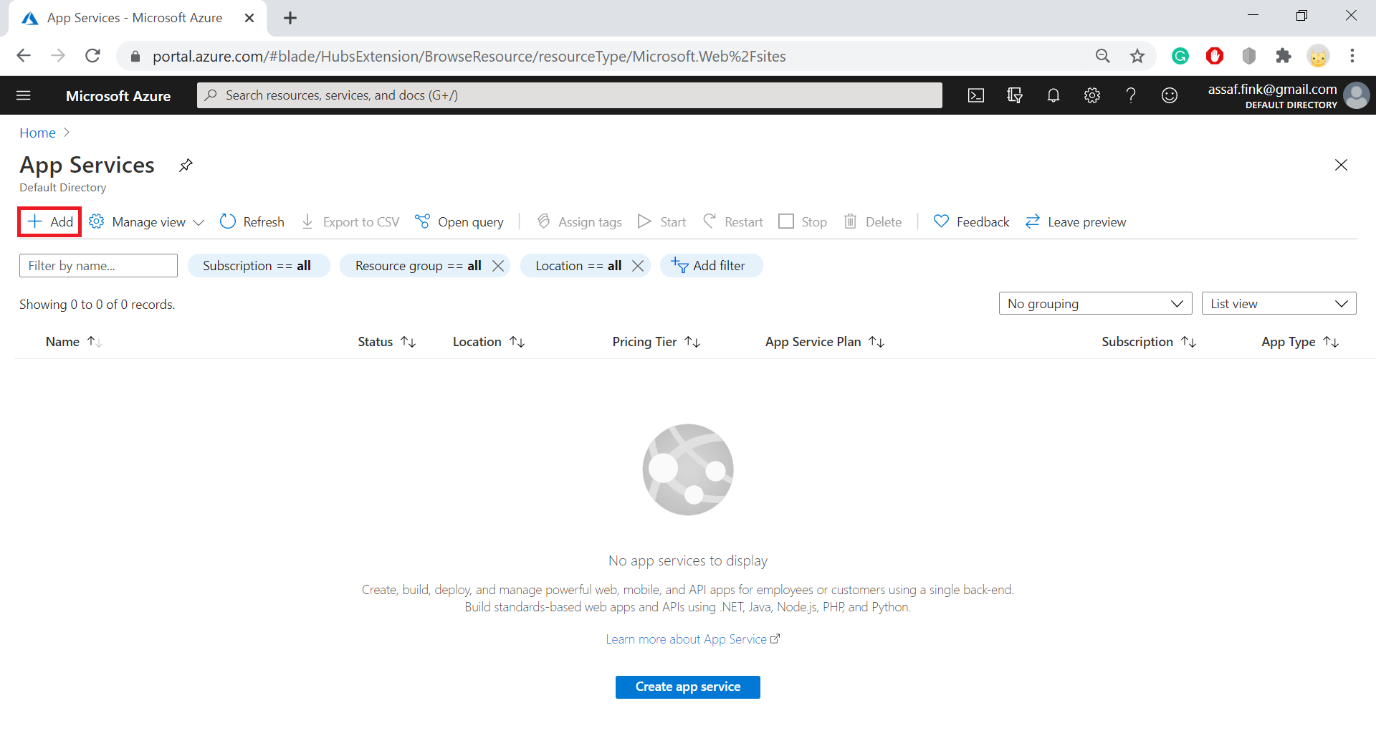 App Services - Microsoft Azure
portal.azure.com/#blade/HubsExtension/BrowseResource/resourceType/Microsoft.Web%2Fsites
Microsoft Azure
Search resources, services, and docs (G+/)
assaf.fink@gmail.com
DEFAULT DIRECTORY
Home
App Services
Default Directory
Add Manage view Refresh Export to CSV Open query Assign tags Start Restart Stop Delete Feedback Leave preview
Filter by name... Subscription == all Resource group == all Location == all Add filter
Showing 0 to 0 of 0 records. No grouping List view
Name Status Location Pricing Tier App Service Plan Subscription App Type
No app services to display
Create, build, deploy, and manage powerful web, mobile, and API apps for employees or customers using a single back-end.
Build standards-based web apps and APIs using .NET, Java, Node.js, PHP, and Python.
Learn more about App Service
Create app service